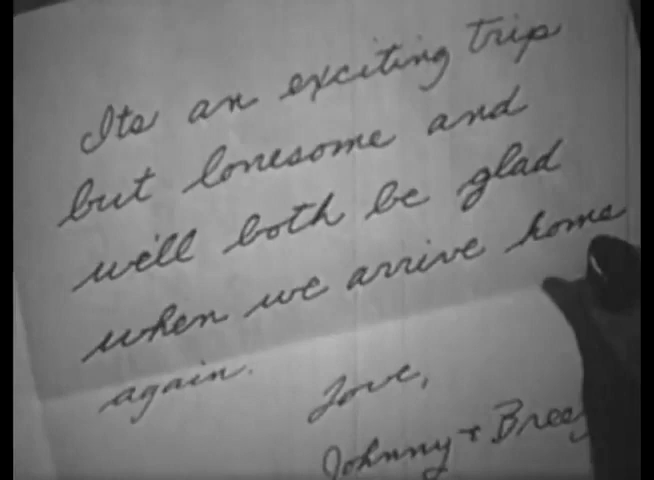 Its an exciting trip
but lonesome and
we'll both be glad
when we arrive home
again.
Love,
Johnny +